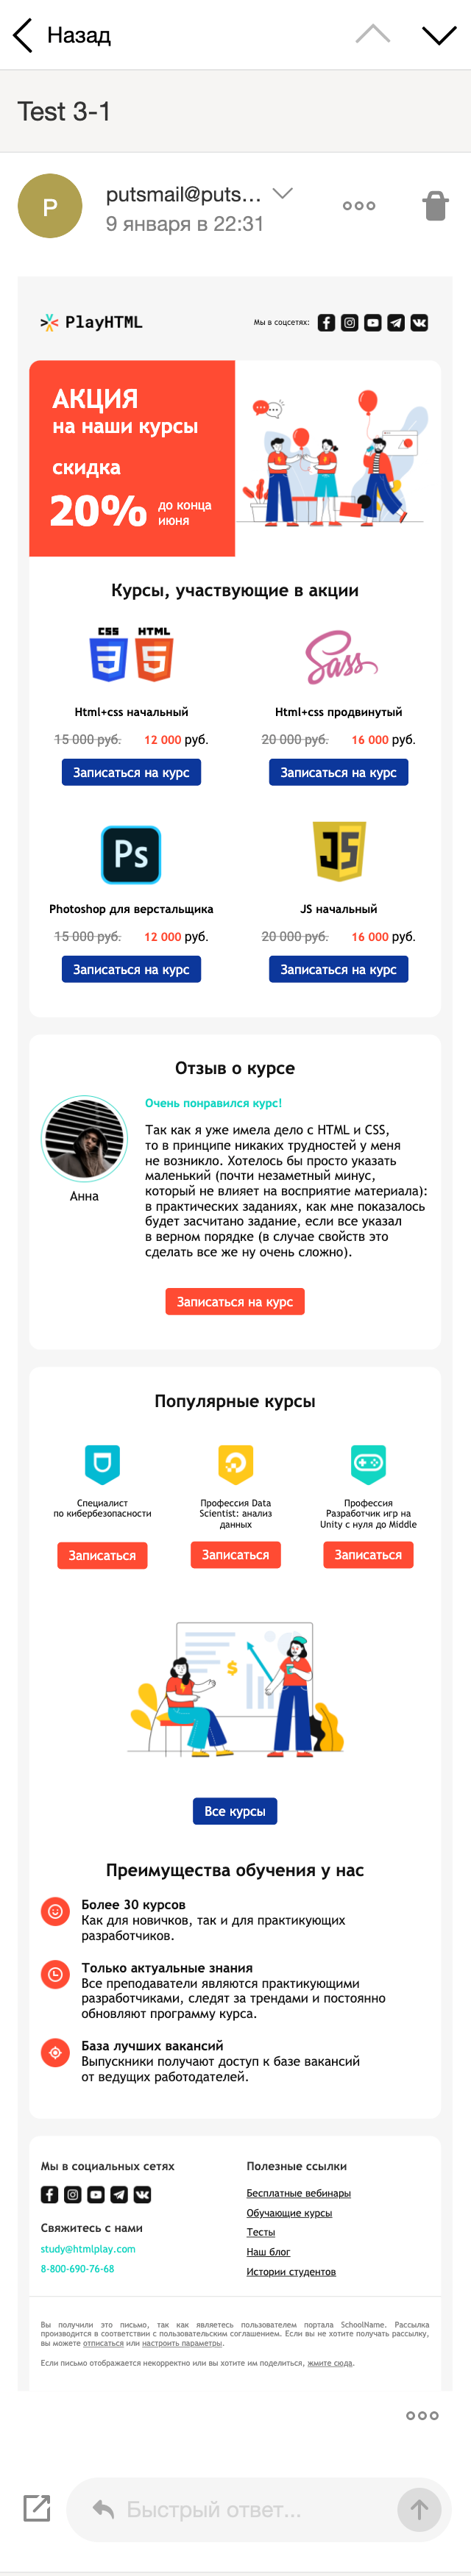 Назад
Test 3-1
P
putsmail@puts...
9 января в 22:31
PlayHTML
Мы в соцсетях:
АКЦИЯ
на наши курсы
скидка
20% до конца
июня
Курсы, участвующие в акции
CSS HTML
Sass
Html+css начальный
Html+css продвинутый
15 000 руб. 12 000 руб.
20 000 руб. 16 000 руб.
Записаться на курс
Записаться на курс
Ps
JS
Photoshop для верстальщика
JS начальный
15 000 руб. 12 000 руб.
20 000 руб. 16 000 руб.
Записаться на курс
Записаться на курс
Отзыв о курсе
Анна
Очень понравился курс!
Так как я уже имела дело с HTML и CSS,
то в принципе никаких трудностей у меня
не возникло. Хотелось бы просто указать
маленький (почти незаметный минус,
который не влияет на восприятие материала):
в практических заданиях, как мне показалось
будет засчитано задание, если все указал
в верном порядке (в случае свойств это
сделать все же ну очень сложно).
Записаться на курс
Популярные курсы
Специалист
по кибербезопасности
Профессия Data
Scientist: анализ
данных
Профессия
Разработчик игр на
Unity с нуля до Middle
Записаться
Записаться
Записаться
$
Все курсы
Преимущества обучения у нас
Более 30 курсов
Как для новичков, так и для практикующих
разработчиков.
Только актуальные знания
Все преподаватели являются практикующими
разработчиками, следят за трендами и постоянно
обновляют программу курса.
База лучших вакансий
Выпускники получают доступ к базе вакансий
от ведущих работодателей.
Мы в социальных сетях
Свяжитесь с нами
study@htmlplay.com
8-800-690-76-68
Полезные ссылки
Бесплатные вебинары
Обучающие курсы
Тесты
Наш блог
Истории студентов
Вы получили это письмо, так как являетесь пользователем портала SchoolName. Рассылка
производится в соответствии с пользовательским соглашением. Если вы не хотите получать рассылку,
вы можете отписаться или настроить параметры.
Если письмо отображается некорректно или вы хотите им поделиться, жмите сюда.
Быстрый ответ...